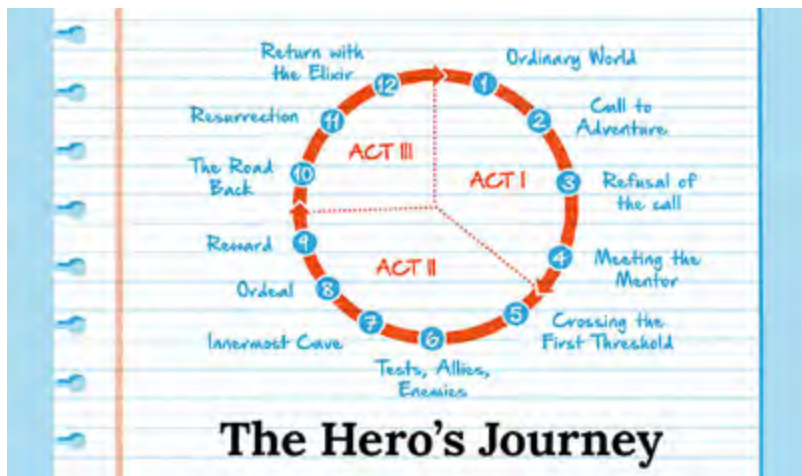 Ordinary World
Call to
Adventure
Refusal of
the call
Meeting the
Mentor
Crossing the
First Threshold
Tests, Allies,
Enemies
Innermost Cave
Ordeal
Reward
The Road
Back
Resurrection
Return with
the Elixir
1
2
3
4
5
6
7
8
9
10
11
12
ACT I
ACT II
ACT III
The Hero's Journey